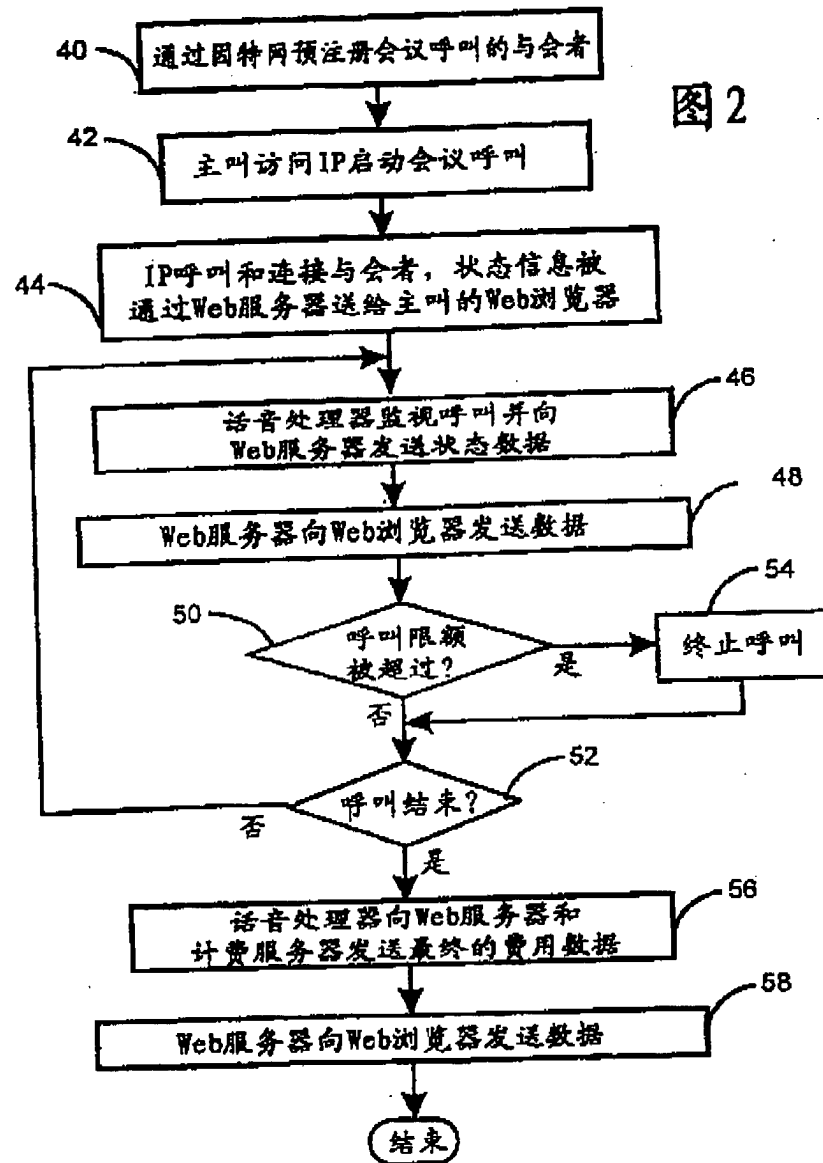 40
通过因特网预注册会议呼叫的与会者
图2
42
主叫访问IP启动会议呼叫
44
IP呼叫和连接与会者，状态信息被
通过Web服务器送给主叫的Web浏览器
46
话音处理器监视呼叫并向
Web服务器发送状态数据
48
Web服务器向Web浏览器发送数据
50
呼叫限额
被超过？
是
54
终止呼叫
否
52
呼叫结束？
否
是
56
话音处理器向Web服务器和
计费服务器发送最终的费用数据
58
Web服务器向Web浏览器发送数据
结束